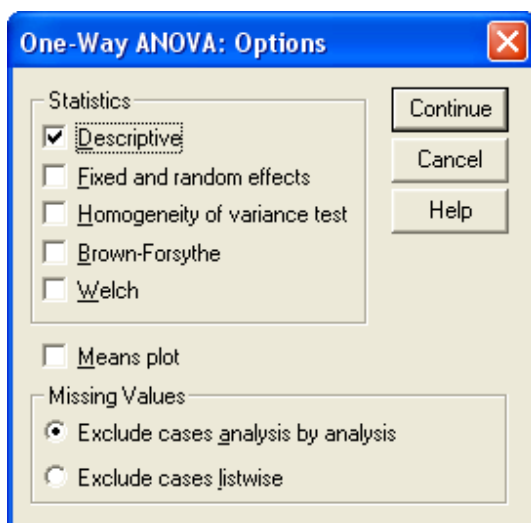 One-Way ANOVA: Options
Statistics
Descriptive
Fixed and random effects
Homogeneity of variance test
Brown-Forsythe
Welch
Continue
Cancel
Help
Means plot
Missing Values
Exclude cases analysis by analysis
Exclude cases listwise